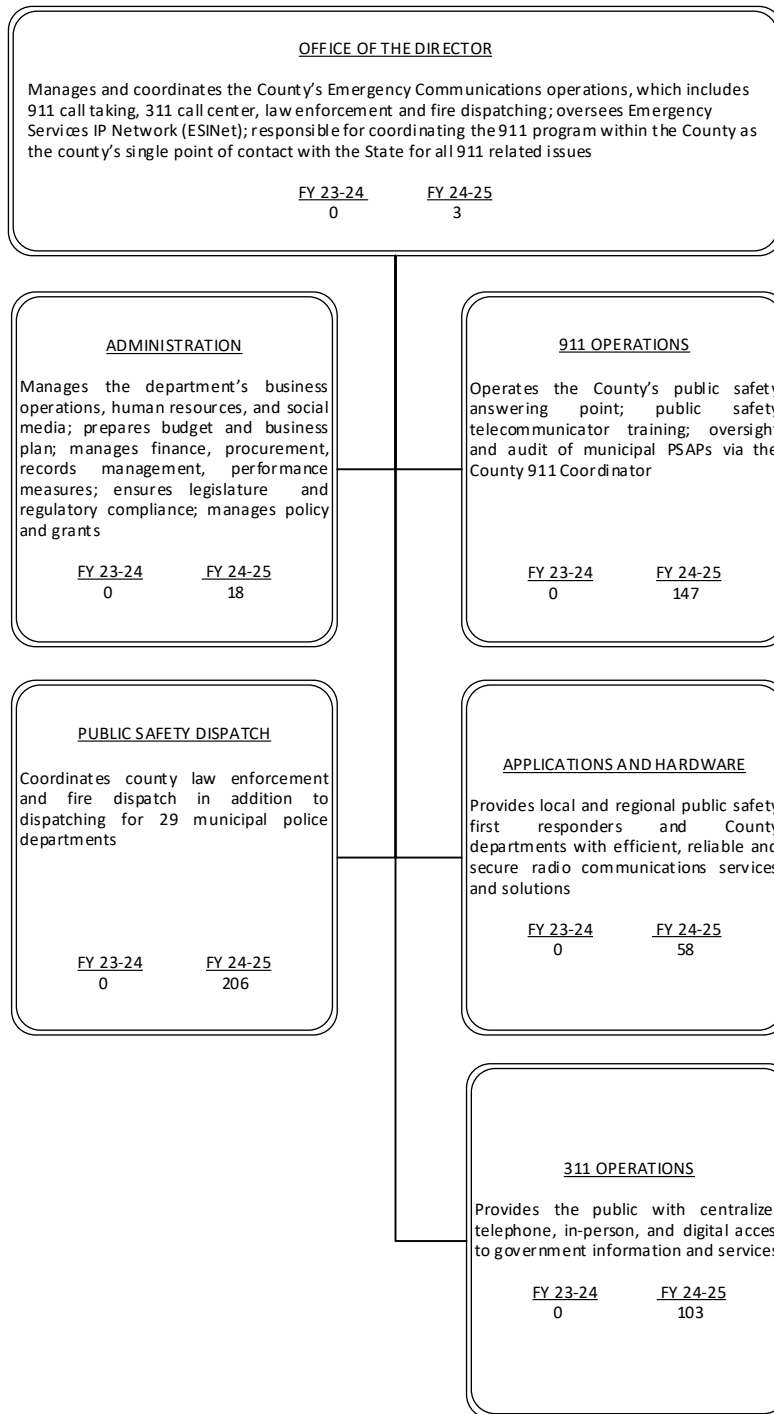 OFFICE OF THE DIRECTOR
Manages and coordinates the County's Emergency Communications operations, which includes
911 call taking, 311 call center, law enforcement and fire dispatching; oversees Emergency
Services IP Network (ESINet); responsible for coordinating the 911 program within the County as
the county's single point of contact with the State for all 911 related issues
FY 23-24 FY 24-25
0 3
ADMINISTRATION
Manages the department's business
operations, human resources, and social
media; prepares budget and business
plan; manages finance, procurement,
records management, performance
measures; ensures legislature and
regulatory compliance; manages policy
and grants
FY 23-24 FY 24-25
0 18
911 OPERATIONS
Operates the County's public safety
answering point; public safety
telecommunicator training; oversight
and audit of municipal PSAPs via the
County 911 Coordinator
FY 23-24 FY 24-25
0 147
PUBLIC SAFETY DISPATCH
Coordinates county law enforcement
and fire dispatch in addition to
dispatching for 29 municipal police
departments
FY 23-24 FY 24-25
0 206
APPLICATIONS AND HARDWARE
Provides local and regional public safety
first responders and County
departments with efficient, reliable and
secure radio communications services
and solutions
FY 23-24 FY 24-25
0 58
311 OPERATIONS
Provides the public with centralize
telephone, in-person, and digital acces
to government information and services
FY 23-24 FY 24-25
0 103